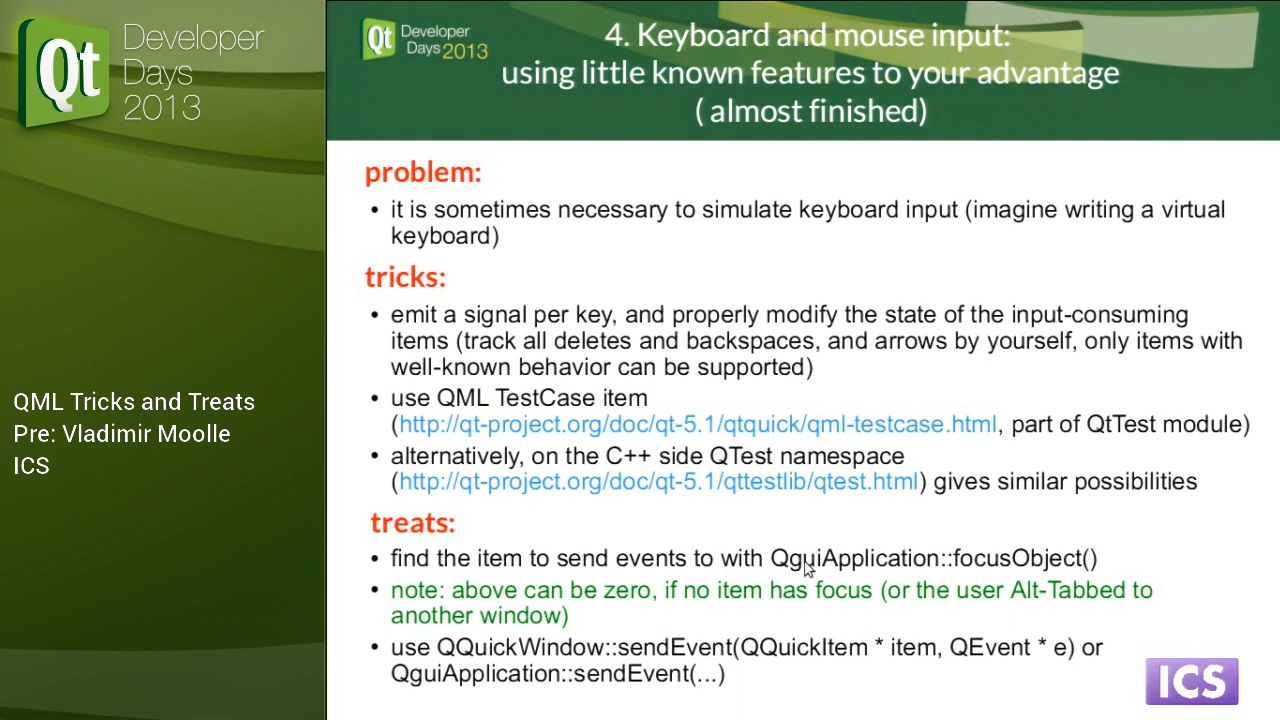 Qt
Developer
Days
2013
QML Tricks and Treats
Pre: Vladimir Moolle
ICS
Qt
Developer
Days 2013
4. Keyboard and mouse input:
using little known features to your advantage
( almost finished)
problem:
• it is sometimes necessary to simulate keyboard input (imagine writing a virtual
keyboard)
tricks:
• emit a signal per key, and properly modify the state of the input-consuming
items (track all deletes and backspaces, and arrows by yourself, only items with
well-known behavior can be supported)
• use QML TestCase item
(http://qt-project.org/doc/qt-5.1/qtquick/qml-testcase.html, part of QtTest module)
• alternatively, on the C++ side QTest namespace
(http://qt-project.org/doc/qt-5.1/qttestlib/qtest.html) gives similar possibilities
treats:
• find the item to send events to with QguiApplication::focusObject()
• note: above can be zero, if no item has focus (or the user Alt-Tabbed to
another window)
• use QQuickWindow::sendEvent(QQuickItem * item, QEvent * e) or
QguiApplication::sendEvent(...)
ICS